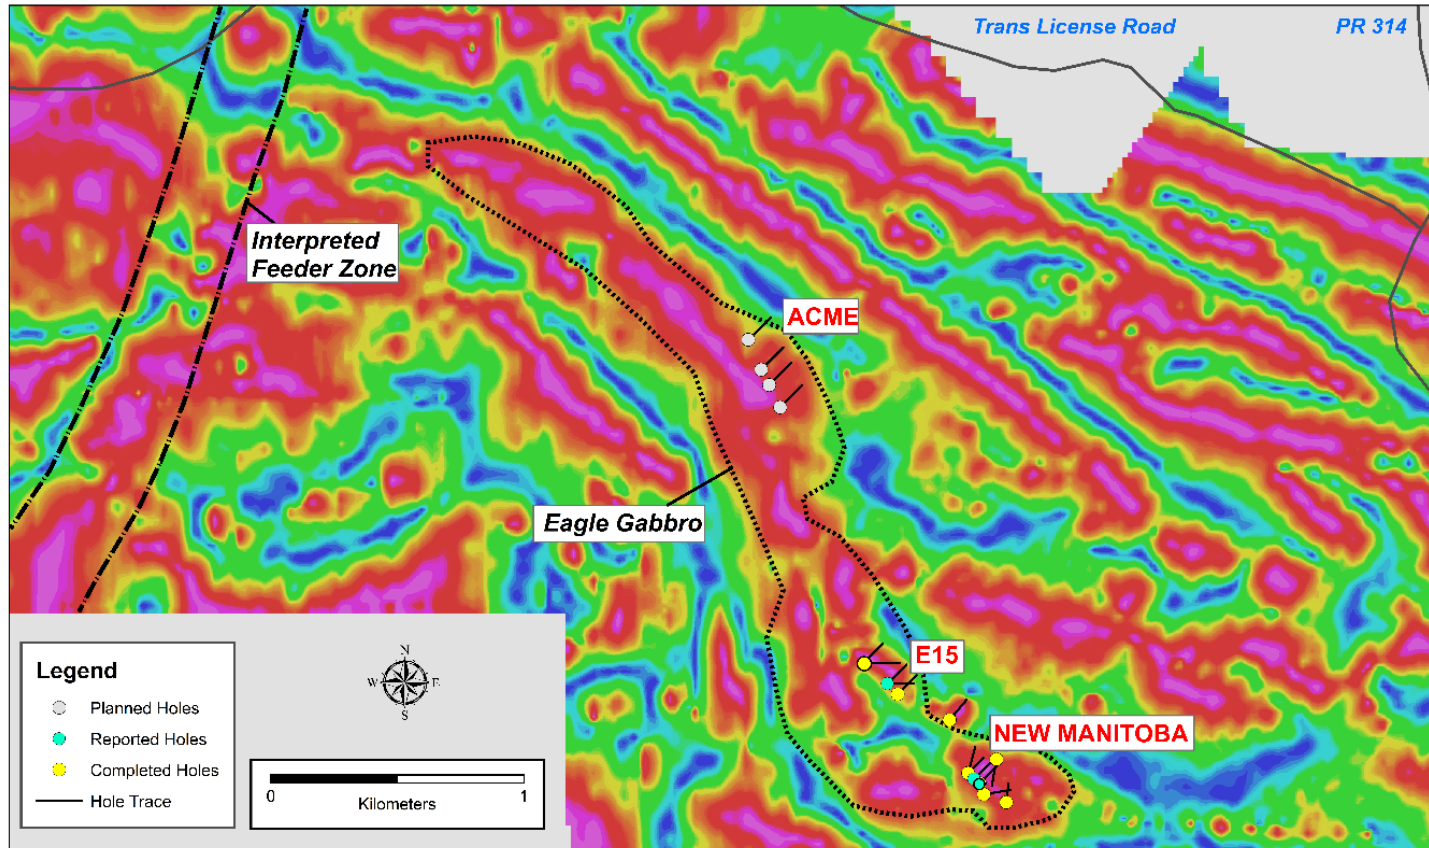 Trans License Road
PR 314
Interpreted
Feeder Zone
ACME
Eagle Gabbro
E15
NEW MANITOBA
Legend
Planned Holes
Reported Holes
Completed Holes
Hole Trace
N
W E
S
0 1
Kilometers